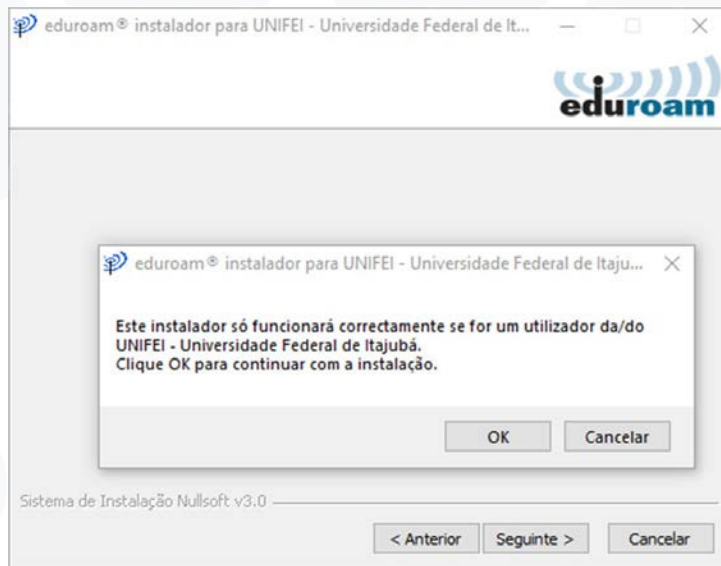 eduroam® instalador para UNIFEI - Universidade Federal de It...
eduroam
eduroam® instalador para UNIFEI - Universidade Federal de Itaju...
Este instalador só funcionará correctamente se for um utilizador da/do
UNIFEI - Universidade Federal de Itajubá.
Clique OK para continuar com a instalação.
OK
Cancelar
Sistema de Instalação Nullsoft v3.0
< Anterior
Seguinte >
Cancelar